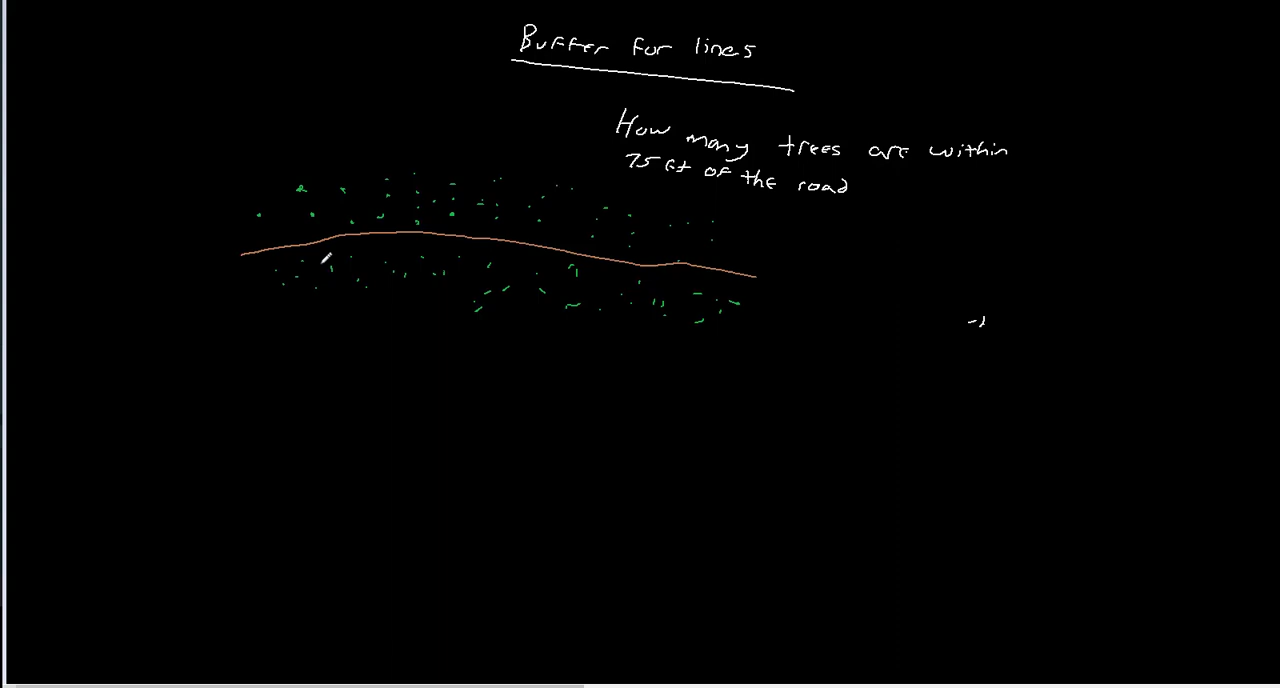 Buffer for lines
How many trees are within
75 ft of the road